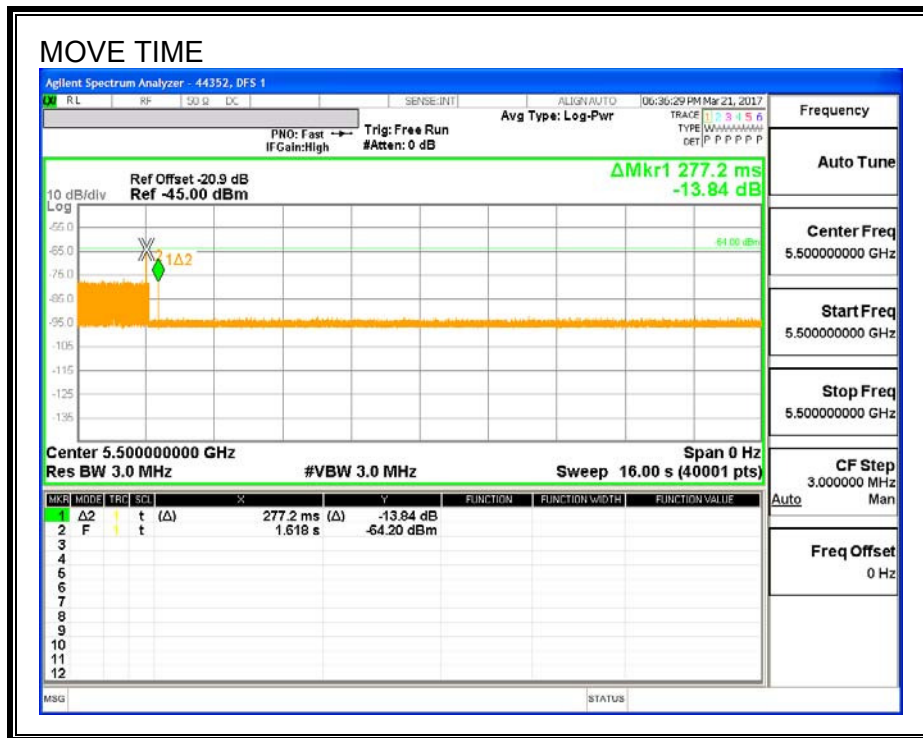 MOVE TIME
Agilent Spectrum Analyzer - 44352, DFS 1
RL RF 50 Ω DC SENSE:INT ALIGNAUTO 06:36:29 PM Mar 21, 2017
Avg Type: Log-Pwr
TRACE 1 2 3 4 5 6
PNO: Fast Trig: Free Run
TYPE
IFGain:High #Atten: 0 dB
DET P P P P P P
ΔMkr1 277.2 ms
-13.84 dB
Ref Offset -20.9 dB
10 dB/div Ref -45.00 dBm
Log
-55.0
-64.00 dBm
-65.0
2 1Δ2
-75.0
-85.0
-95.0
-105
-115
-125
-135
Center 5.500000000 GHz Span 0 Hz
Res BW 3.0 MHz #VBW 3.0 MHz Sweep 16.00 s (40001 pts)
MKR MODE TRC SCL X Y FUNCTION FUNCTION WIDTH FUNCTION VALUE
1 Δ2 1 t (Δ) 277.2 ms (Δ) -13.84 dB
2 F 1 t 1.618 s -64.20 dBm
3
4
5
6
7
8
9
10
11
12
MSG STATUS
Frequency
Auto Tune
Center Freq
5.500000000 GHz
Start Freq
5.500000000 GHz
Stop Freq
5.500000000 GHz
CF Step
3.000000 MHz
Auto Man
Freq Offset
0 Hz